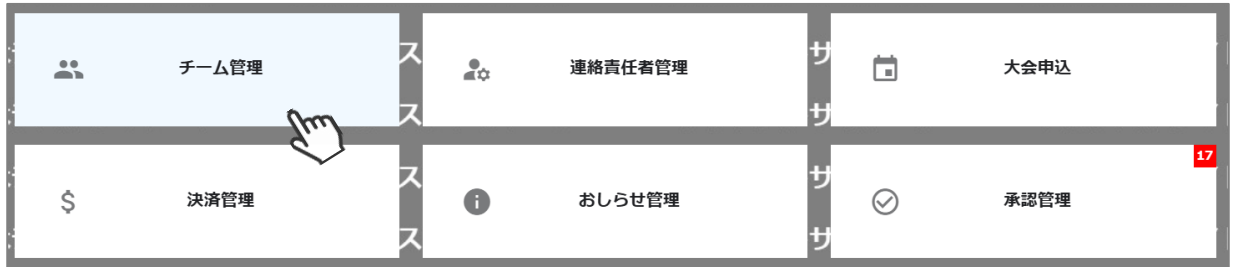 チーム管理
連絡責任者管理
大会申込
17
決済管理
おしらせ管理
承認管理